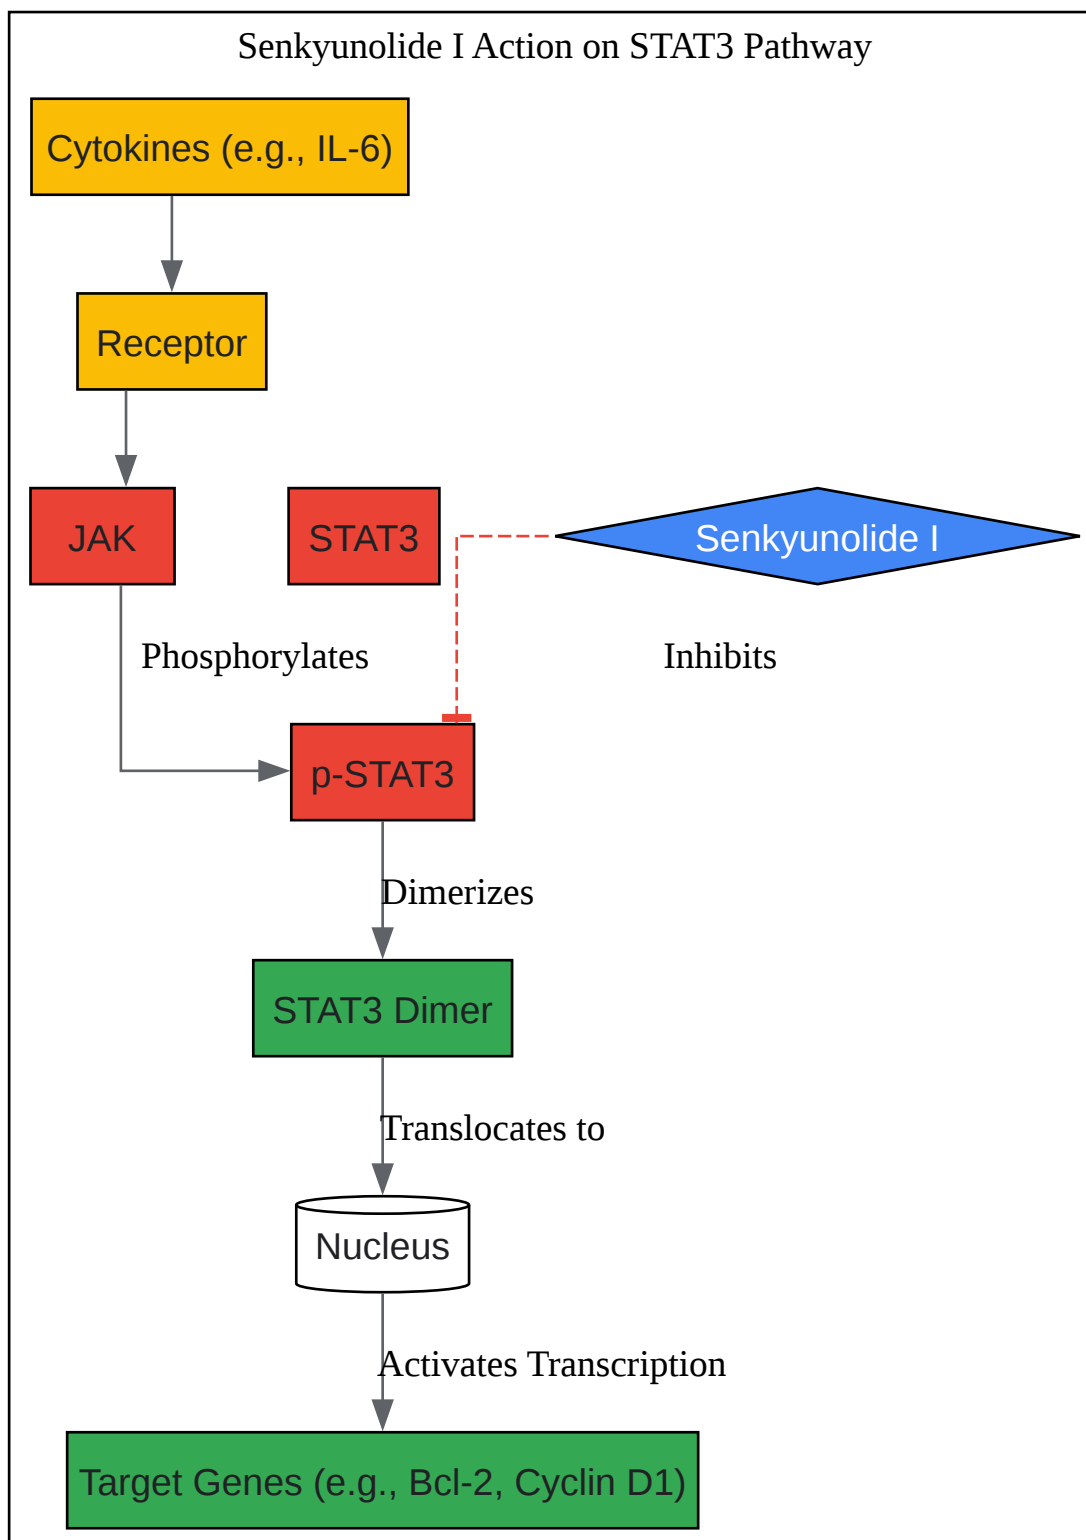 Senkyunolide I Action on STAT3 Pathway
Cytokines (e.g., IL-6)
Receptor
JAK
STAT3
Senkyunolide I
Phosphorylates
Inhibits
p-STAT3
Dimerizes
STAT3 Dimer
Translocates to
Nucleus
Activates Transcription
Target Genes (e.g., Bcl-2, Cyclin D1)